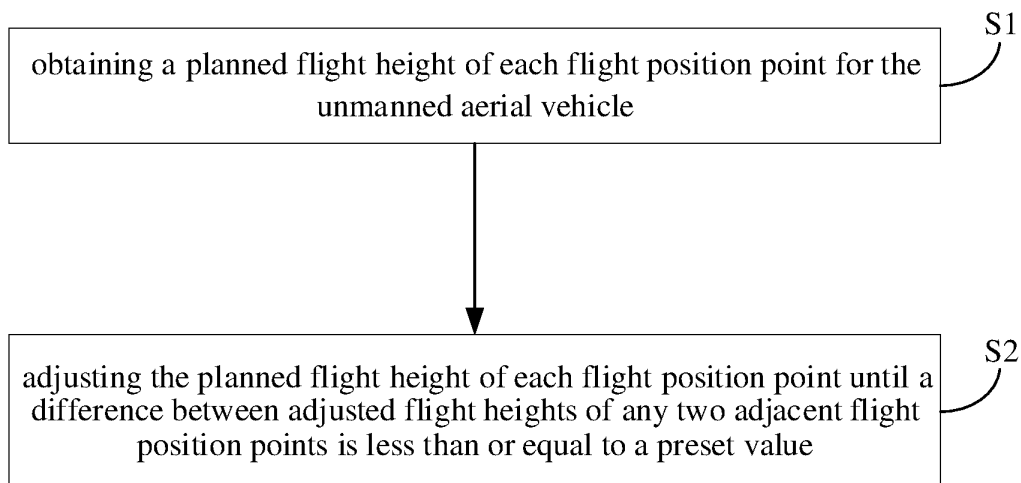 S1
obtaining a planned flight height of each flight position point for the
unmanned aerial vehicle
S2
adjusting the planned flight height of each flight position point until a
difference between adjusted flight heights of any two adjacent flight
position points is less than or equal to a preset value